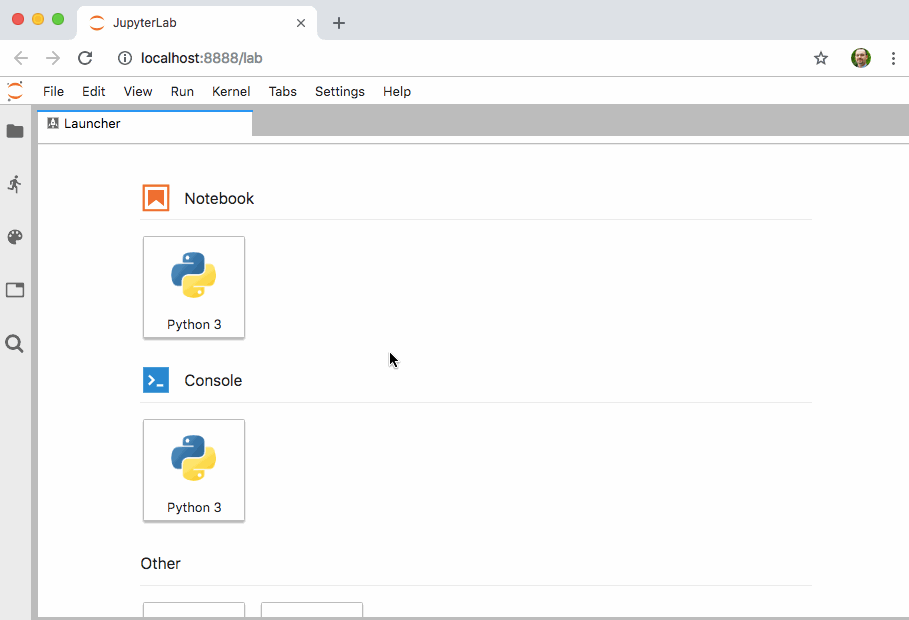 JupyterLab
localhost:8888/lab
File Edit View Run Kernel Tabs Settings Help
Launcher
Notebook
Python 3
Console
Python 3
Other